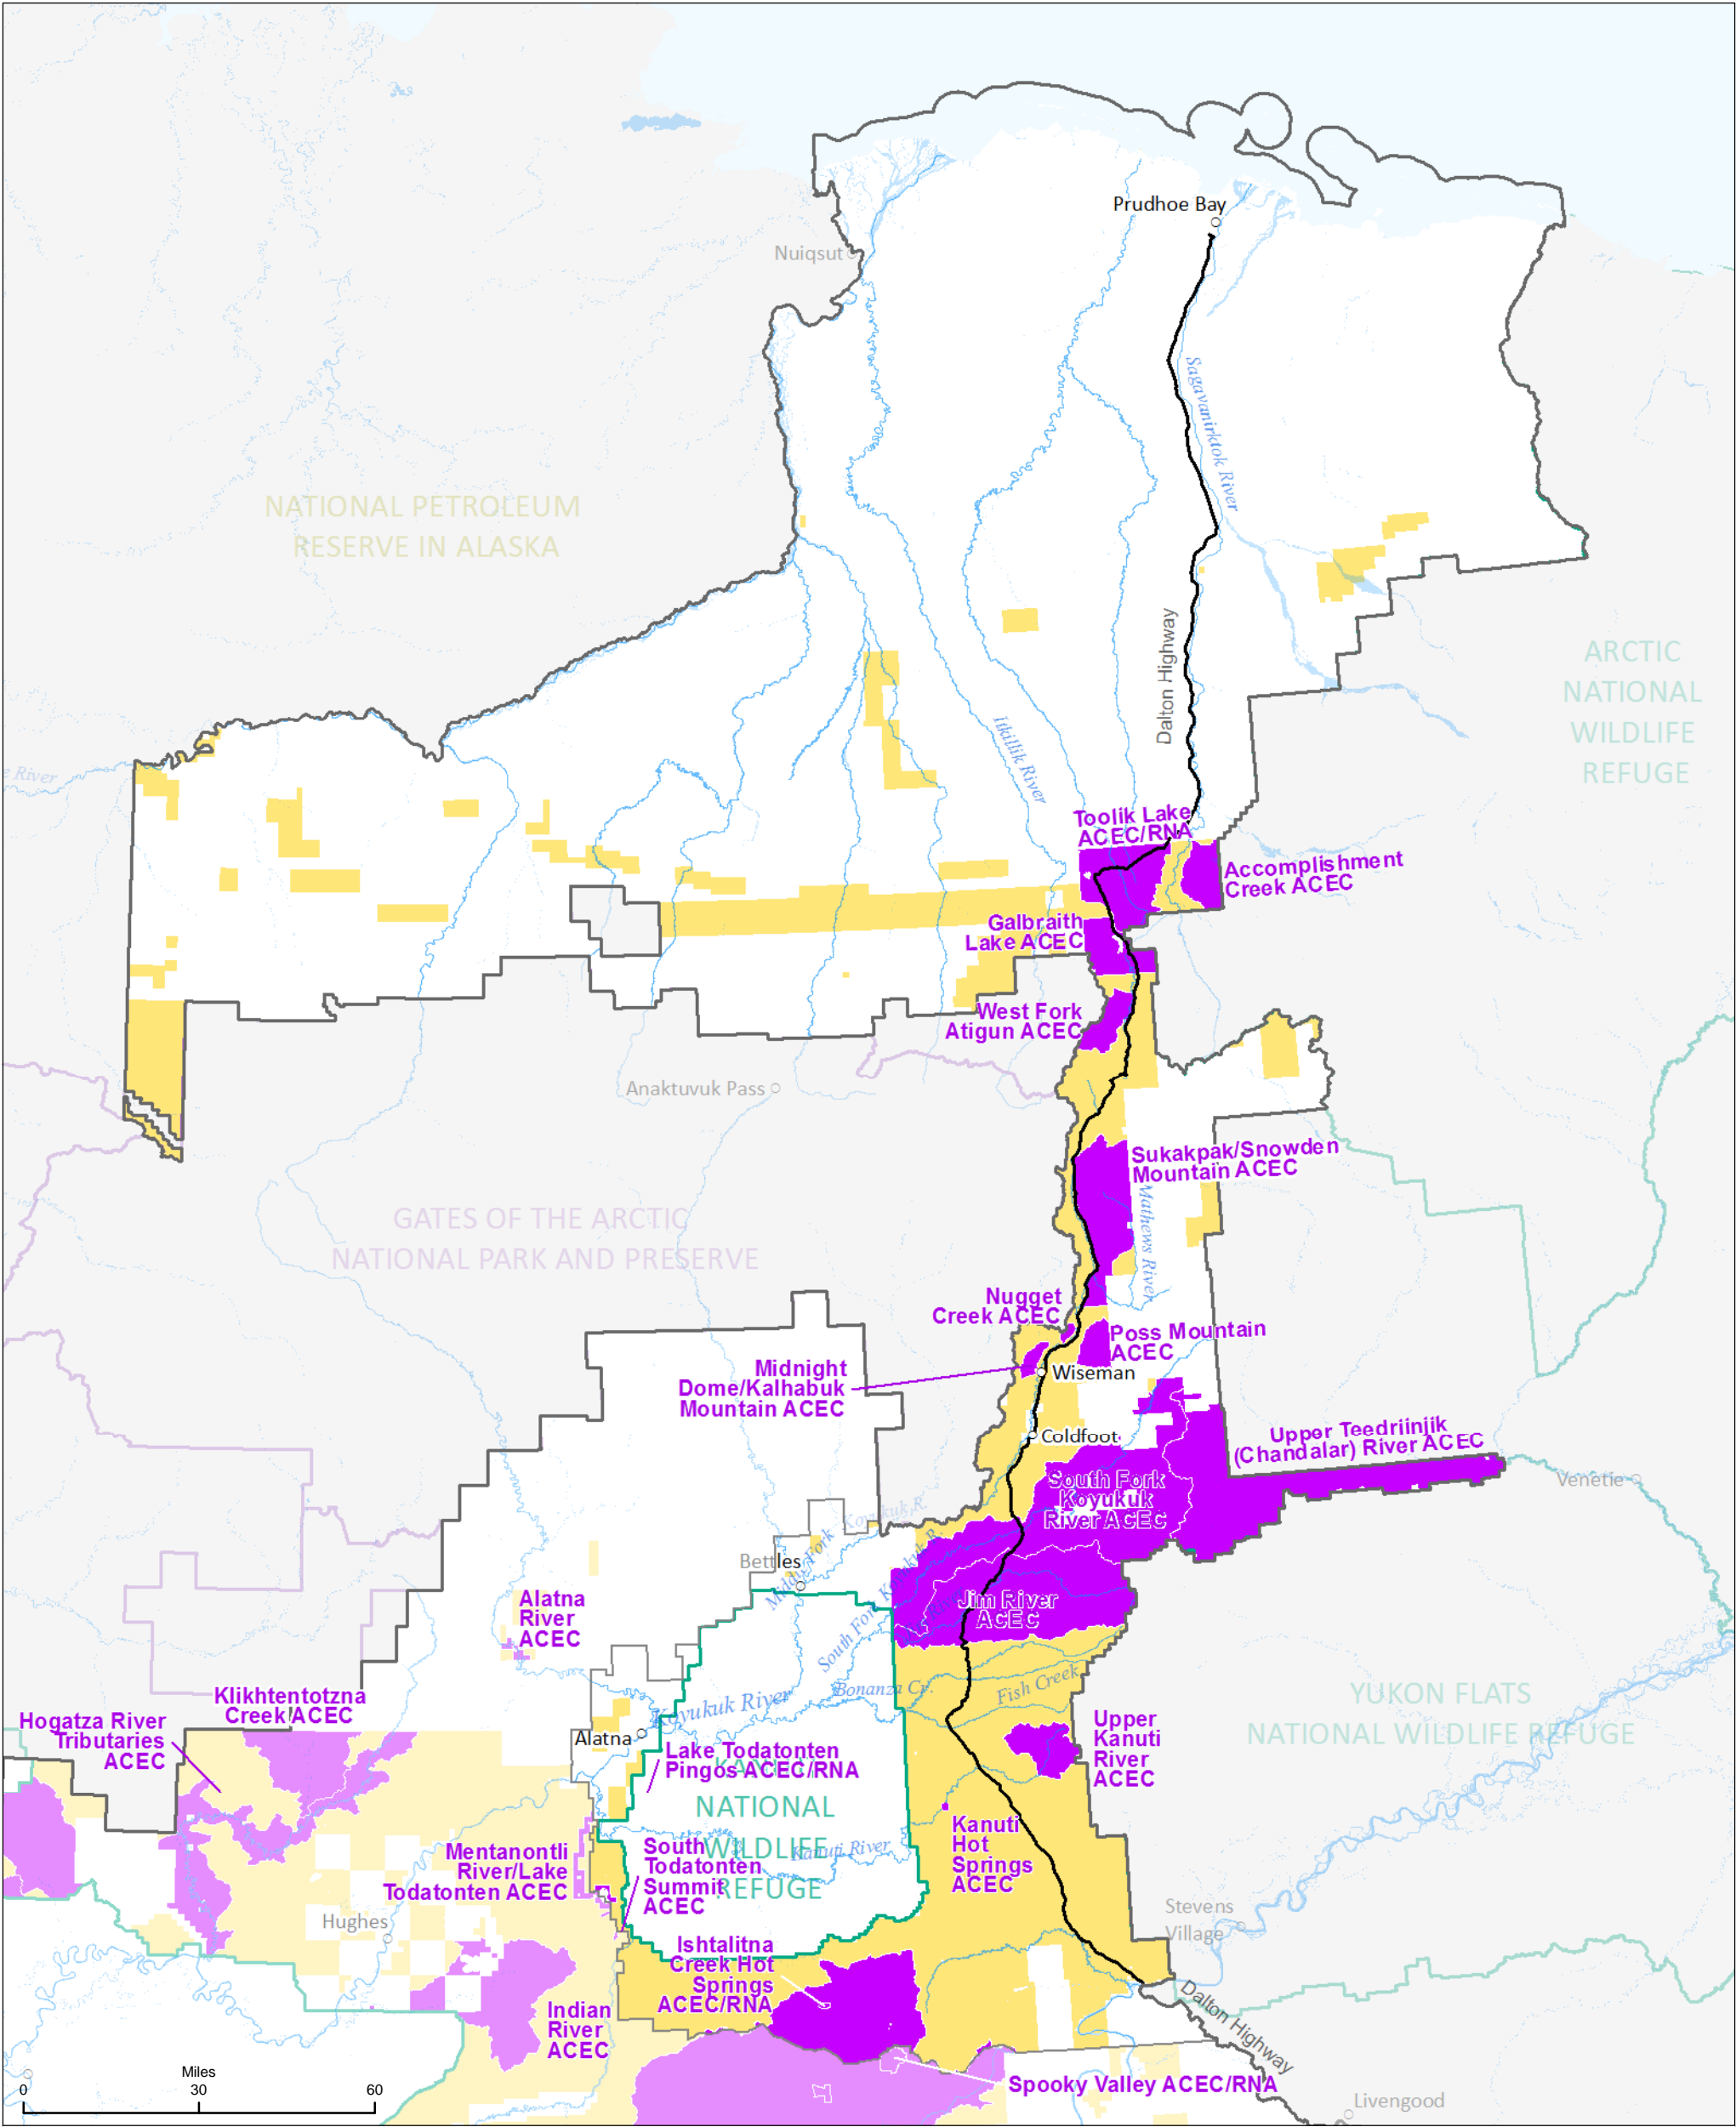 Prudhoe Bay
Nuiqsut
Sagavanirktok River
NATIONAL PETROLEUM
RESERVE IN ALASKA
Dalton Highway
ARCTIC
NATIONAL
WILDLIFE
REFUGE
Itkillik River
e River
Toolik Lake
ACEC/RNA
Accomplishment
Creek ACEC
Galbraith
Lake ACEC
West Fork
Atigun ACEC
Anaktuvuk Pass
Sukakpak/Snowden
Mountain ACEC
Mathews River
GATES OF THE ARCTIC
NATIONAL PARK AND PRESERVE
Nugget
Creek ACEC
Poss Mountain
ACEC
Midnight
Dome/Kalhabuk
Mountain ACEC
Wiseman
Coldfoot
Upper Teedriinjik
(Chandalar) River ACEC
Venetie
South Fork
Koyukuk
River ACEC
Middle Fork Koyukuk R.
Bettles
South Fork Koyukuk R.
Jim River
ACEC
Alatna
River
ACEC
Klikhtentotzna
Creek ACEC
Hogatza River
Tributaries
ACEC
Koyukuk River
Bonanza Cr.
Fish Creek
YUKON FLATS
NATIONAL WILDLIFE REFUGE
Alatna
Upper
Kanuti
River
ACEC
Lake Todatonten
Pingos ACEC/RNA
NATIONAL
WILDLIFE
REFUGE
Kanuti River
Kanuti
Hot
Springs
ACEC
Mentanontli
River/Lake
Todatonten ACEC
South
Todatonten
Summit
ACEC
Hughes
Stevens
Village
Ishtalitna
Creek Hot
Springs
ACEC/RNA
Indian
River
ACEC
Dalton Highway
Spooky Valley ACEC/RNA
Livengood
Miles
0 30 60